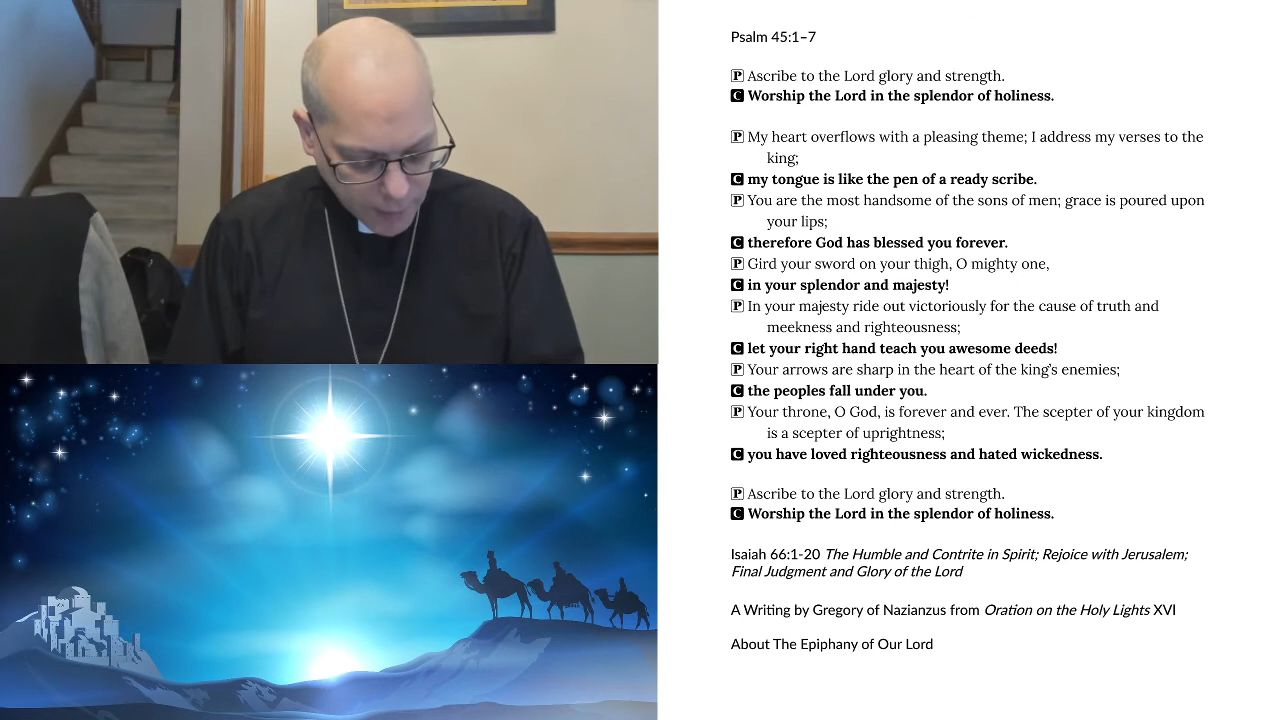 Psalm 45:1–7
P Ascribe to the Lord glory and strength.
C Worship the Lord in the splendor of holiness.
P My heart overflows with a pleasing theme; I address my verses to the
king;
C my tongue is like the pen of a ready scribe.
P You are the most handsome of the sons of men; grace is poured upon
your lips;
C therefore God has blessed you forever.
P Gird your sword on your thigh, O mighty one,
C in your splendor and majesty!
P In your majesty ride out victoriously for the cause of truth and
meekness and righteousness;
C let your right hand teach you awesome deeds!
P Your arrows are sharp in the heart of the king's enemies;
C the peoples fall under you.
P Your throne, O God, is forever and ever. The scepter of your kingdom
is a scepter of uprightness;
C you have loved righteousness and hated wickedness.
P Ascribe to the Lord glory and strength.
C Worship the Lord in the splendor of holiness.
Isaiah 66:1-20 The Humble and Contrite in Spirit; Rejoice with Jerusalem;
Final Judgment and Glory of the Lord
A Writing by Gregory of Nazianzus from Oration on the Holy Lights XVI
About The Epiphany of Our Lord